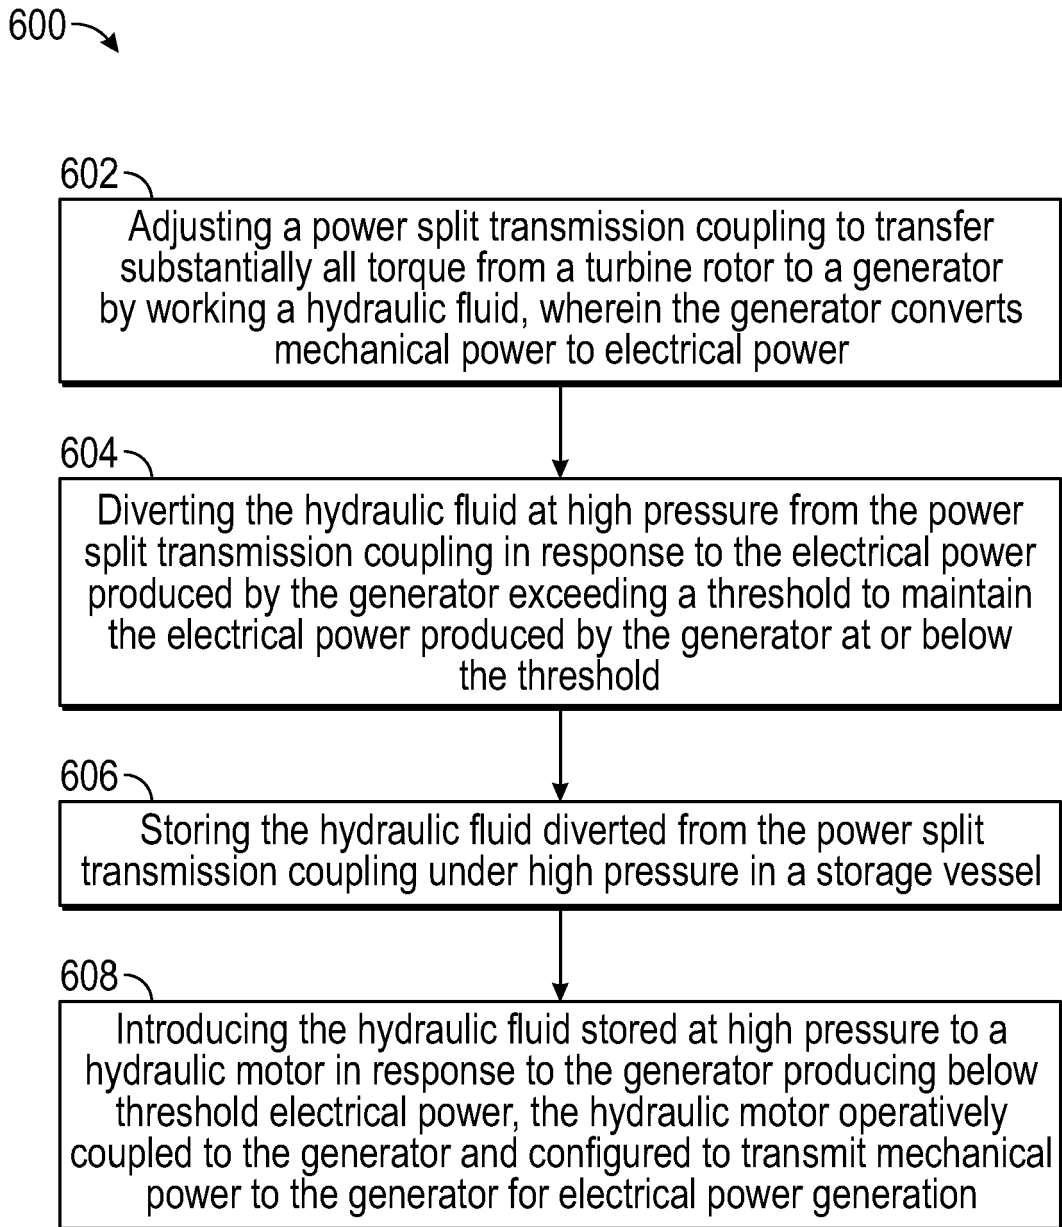 600
602
Adjusting a power split transmission coupling to transfer
substantially all torque from a turbine rotor to a generator
by working a hydraulic fluid, wherein the generator converts
mechanical power to electrical power
604
Diverting the hydraulic fluid at high pressure from the power
split transmission coupling in response to the electrical power
produced by the generator exceeding a threshold to maintain
the electrical power produced by the generator at or below
the threshold
606
Storing the hydraulic fluid diverted from the power split
transmission coupling under high pressure in a storage vessel
608
Introducing the hydraulic fluid stored at high pressure to a
hydraulic motor in response to the generator producing below
threshold electrical power, the hydraulic motor operatively
coupled to the generator and configured to transmit mechanical
power to the generator for electrical power generation